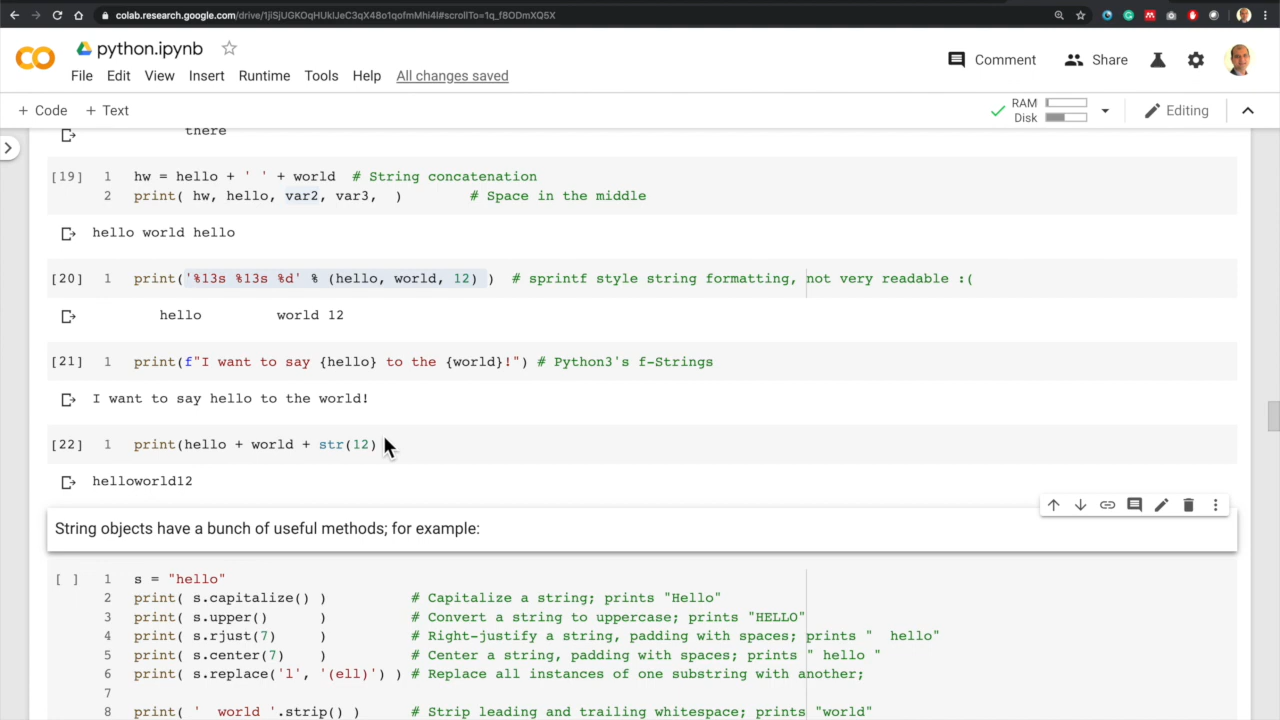 colab.research.google.com/drive/1jiSjUGKOqHUklJeC3qX48o1qofmMhi4l#scrollTo=1q_f8ODmXQ5X
python.ipynb
Comment
Share
File Edit View Insert Runtime Tools Help All changes saved
+ Code + Text
RAM
Disk
Editing
there
[19] 1 hw = hello + ' ' + world # String concatenation
2 print( hw, hello, var2, var3, ) # Space in the middle
hello world hello
[20] 1 print('%13s %13s %d' % (hello, world, 12) ) # sprintf style string formatting, not very readable :(
hello world 12
[21] 1 print(f"I want to say {hello} to the {world}!") # Python3's f-Strings
I want to say hello to the world!
[22] 1 print(hello + world + str(12)
helloworld12
String objects have a bunch of useful methods; for example:
[ ] 1 s = "hello"
2 print( s.capitalize() ) # Capitalize a string; prints "Hello"
3 print( s.upper() ) # Convert a string to uppercase; prints "HELLO"
4 print( s.rjust(7) ) # Right-justify a string, padding with spaces; prints "  hello"
5 print( s.center(7) ) # Center a string, padding with spaces; prints " hello "
6 print( s.replace('l', '(ell)') ) # Replace all instances of one substring with another;
7
8 print( '  world '.strip() ) # Strip leading and trailing whitespace; prints "world"